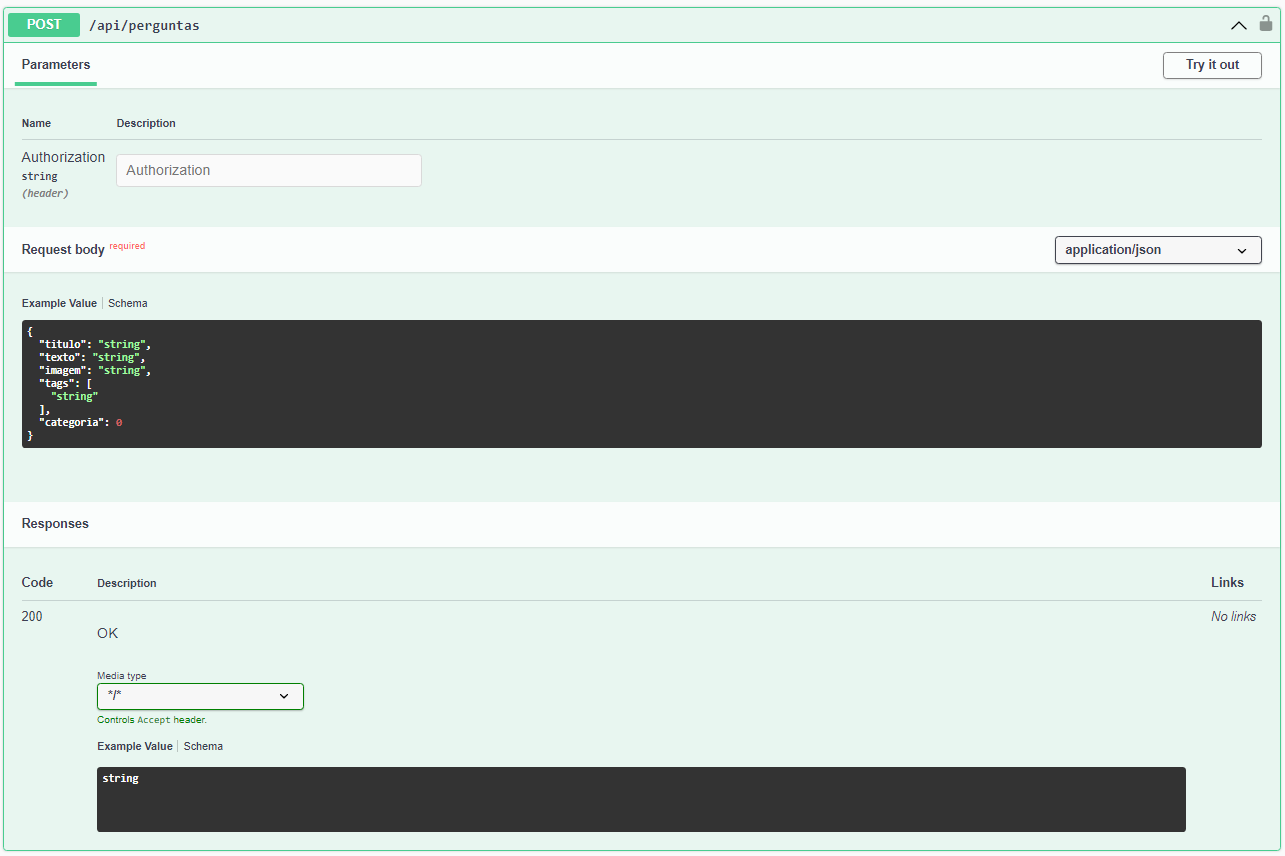 POST /api/perguntas
Parameters
Try it out
Name Description
Authorization
string
(header)
Authorization
Request body required
application/json
Example Value Schema
{
  "titulo": "string",
  "texto": "string",
  "imagem": "string",
  "tags": [
    "string"
  ],
  "categoria": 0
}
Responses
Code Description Links
200
OK
No links
Media type
*/*
Controls Accept header.
Example Value Schema
string